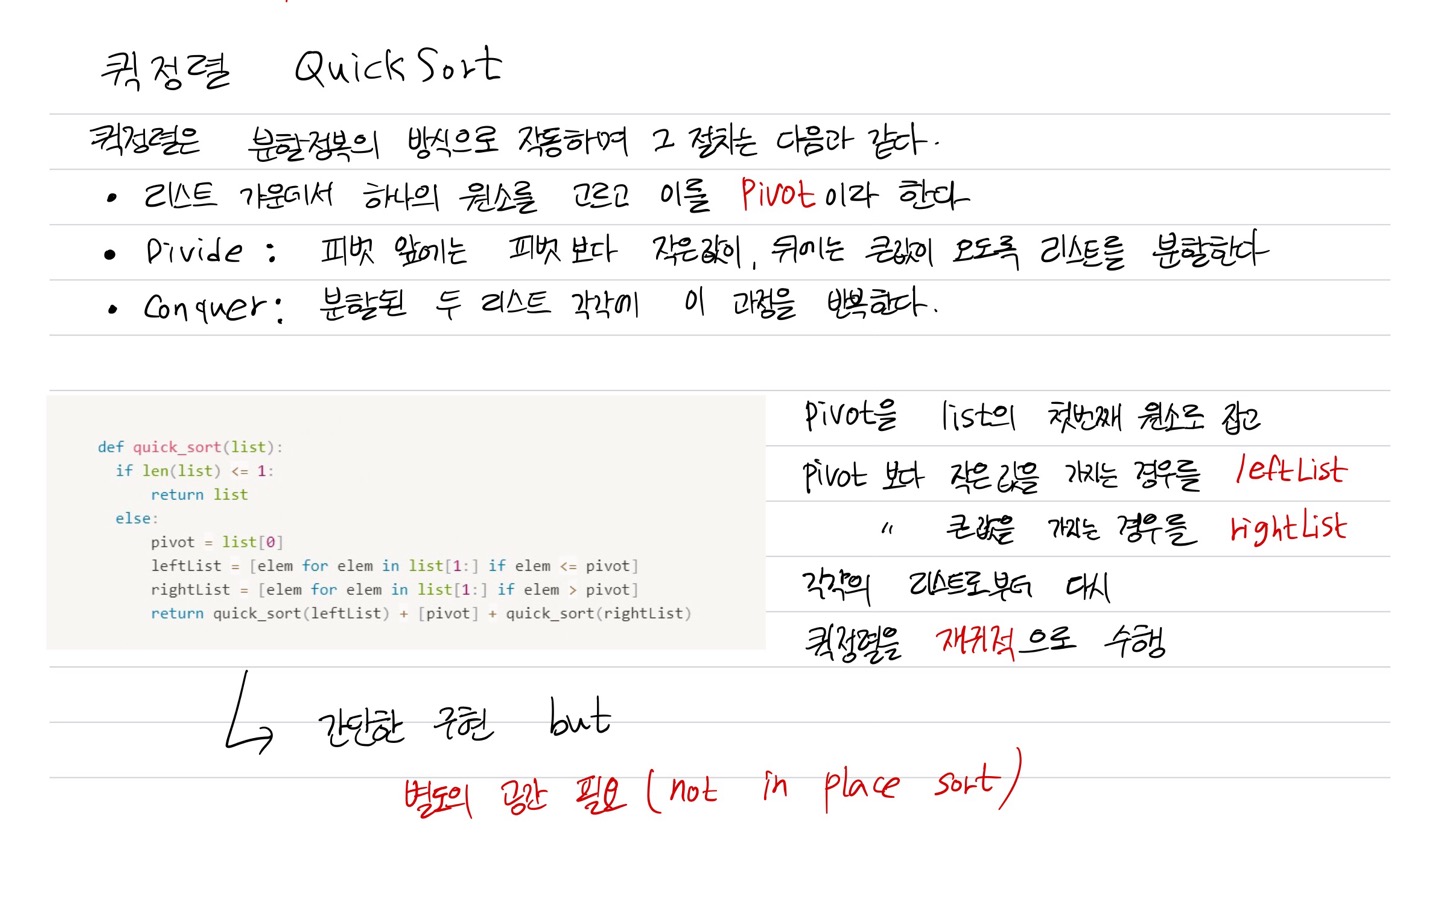 퀵정렬 QuickSort
퀵정렬은 분할정복의 방식으로 작동하며 그 절차는 다음과 같다.
• 리스트 가운데서 하나의 원소를 고르고 이를 Pivot이라 한다
• Divide : 피벗 앞에는 피벗 보다 작은값이, 뒤에는 큰값이 오도록 리스트를 분할한다
• Conquer : 분할된 두 리스트 각각에 이 과정을 반복한다.
def quick_sort(list):
  if len(list) <= 1:
      return list
  else:
      pivot = list[0]
      leftList = [elem for elem in list[1:] if elem <= pivot]
      rightList = [elem for elem in list[1:] if elem > pivot]
      return quick_sort(leftList) + [pivot] + quick_sort(rightList)
Pivot을 list의 첫번째 원소로 잡고
Pivot 보다 작은 값을 가지는 경우를 leftList
〃 큰 값을 가지는 경우를 rightList
각각의 리스트로부터 다시
퀵정렬을 재귀적으로 수행
간단한 구현 but
별도의 공간 필요 (not in place sort)